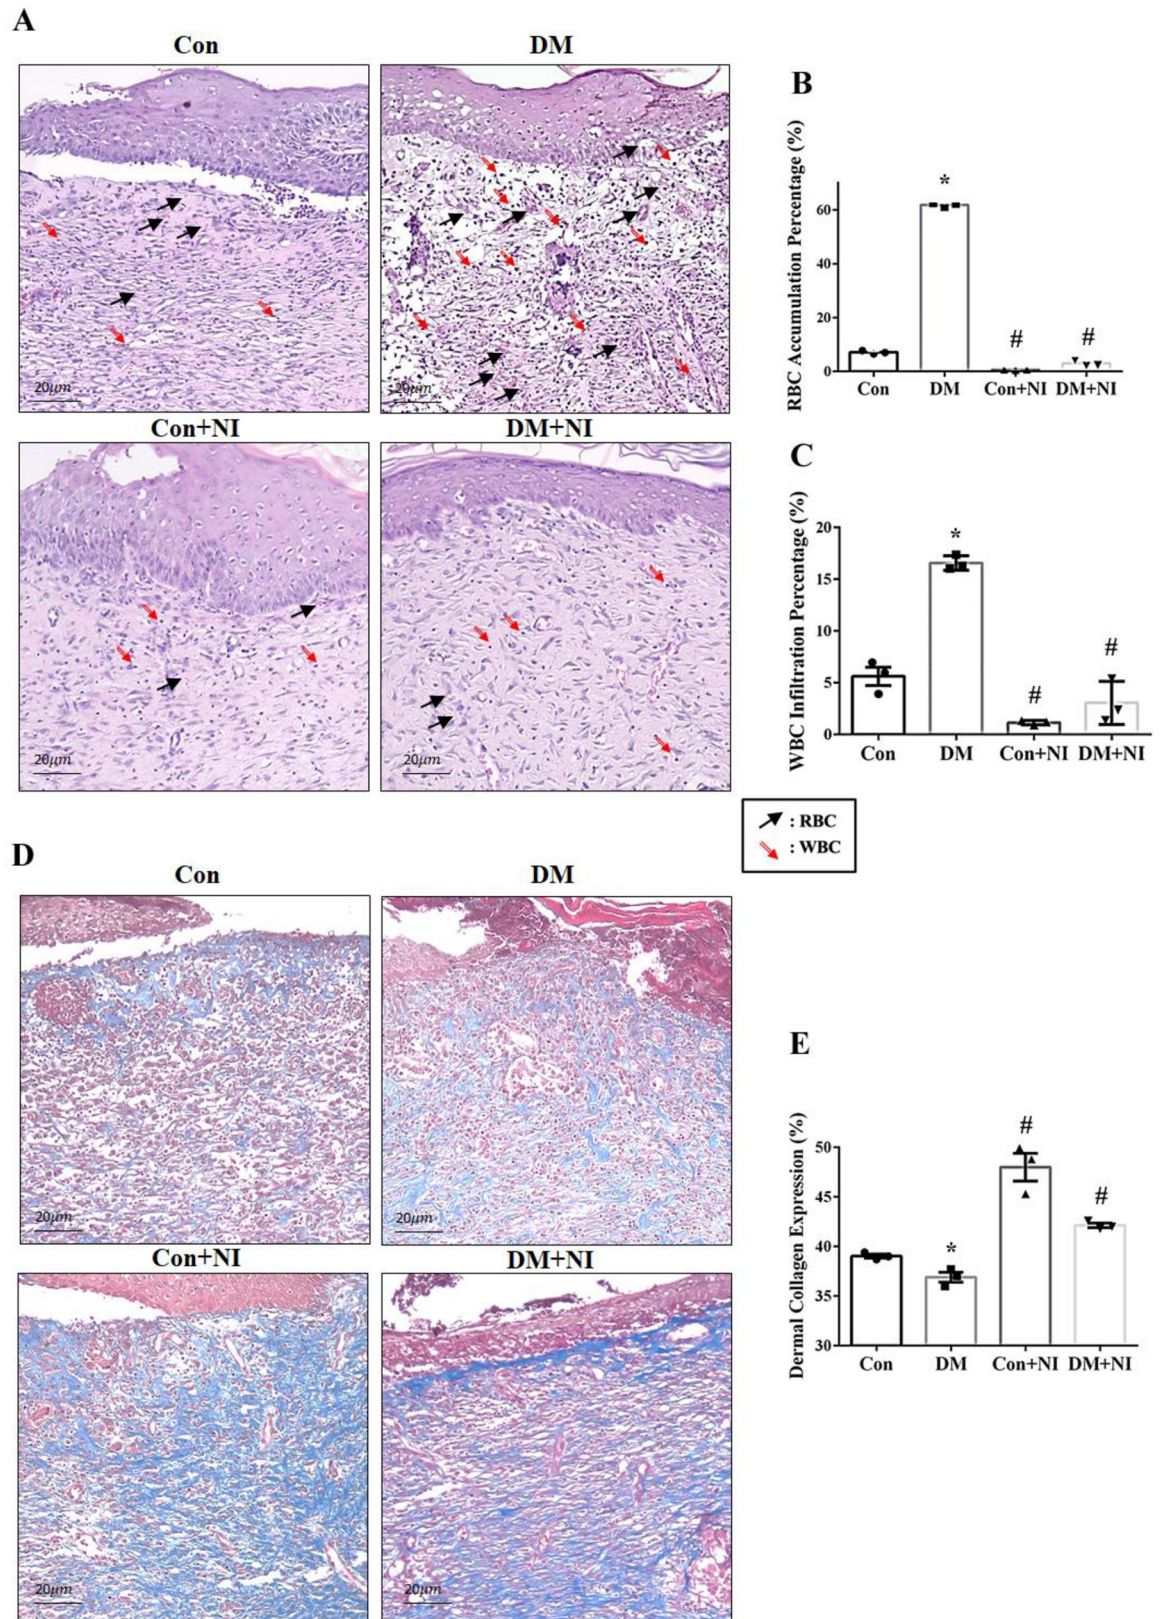 A
Con DM
20μm 20μm
Con+NI DM+NI
20μm 20μm
B
RBC Accumulation Percentage (%)
60
40
20
0
*
#
#
Con DM Con+NI DM+NI
C
WBC Infiltration Percentage (%)
20
15
10
5
0
*
#
#
Con DM Con+NI DM+NI
: RBC
: WBC
D
Con DM
20μm 20μm
Con+NI DM+NI
20μm 20μm
E
Dermal Collagen Expression (%)
50
45
40
35
30
*
#
#
Con DM Con+NI DM+NI